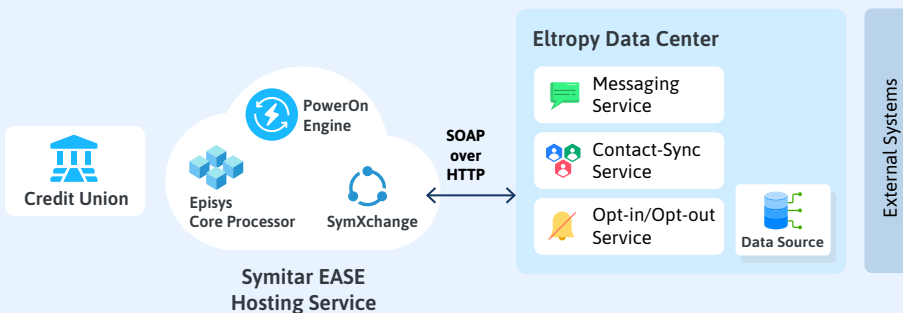 Credit Union
PowerOn
Engine
Episys
Core Processor
SymXchange
Symitar EASE
Hosting Service
SOAP
over
HTTP
Eltropy Data Center
Messaging
Service
Contact-Sync
Service
Opt-in/Opt-out
Service
Data Source
External Systems